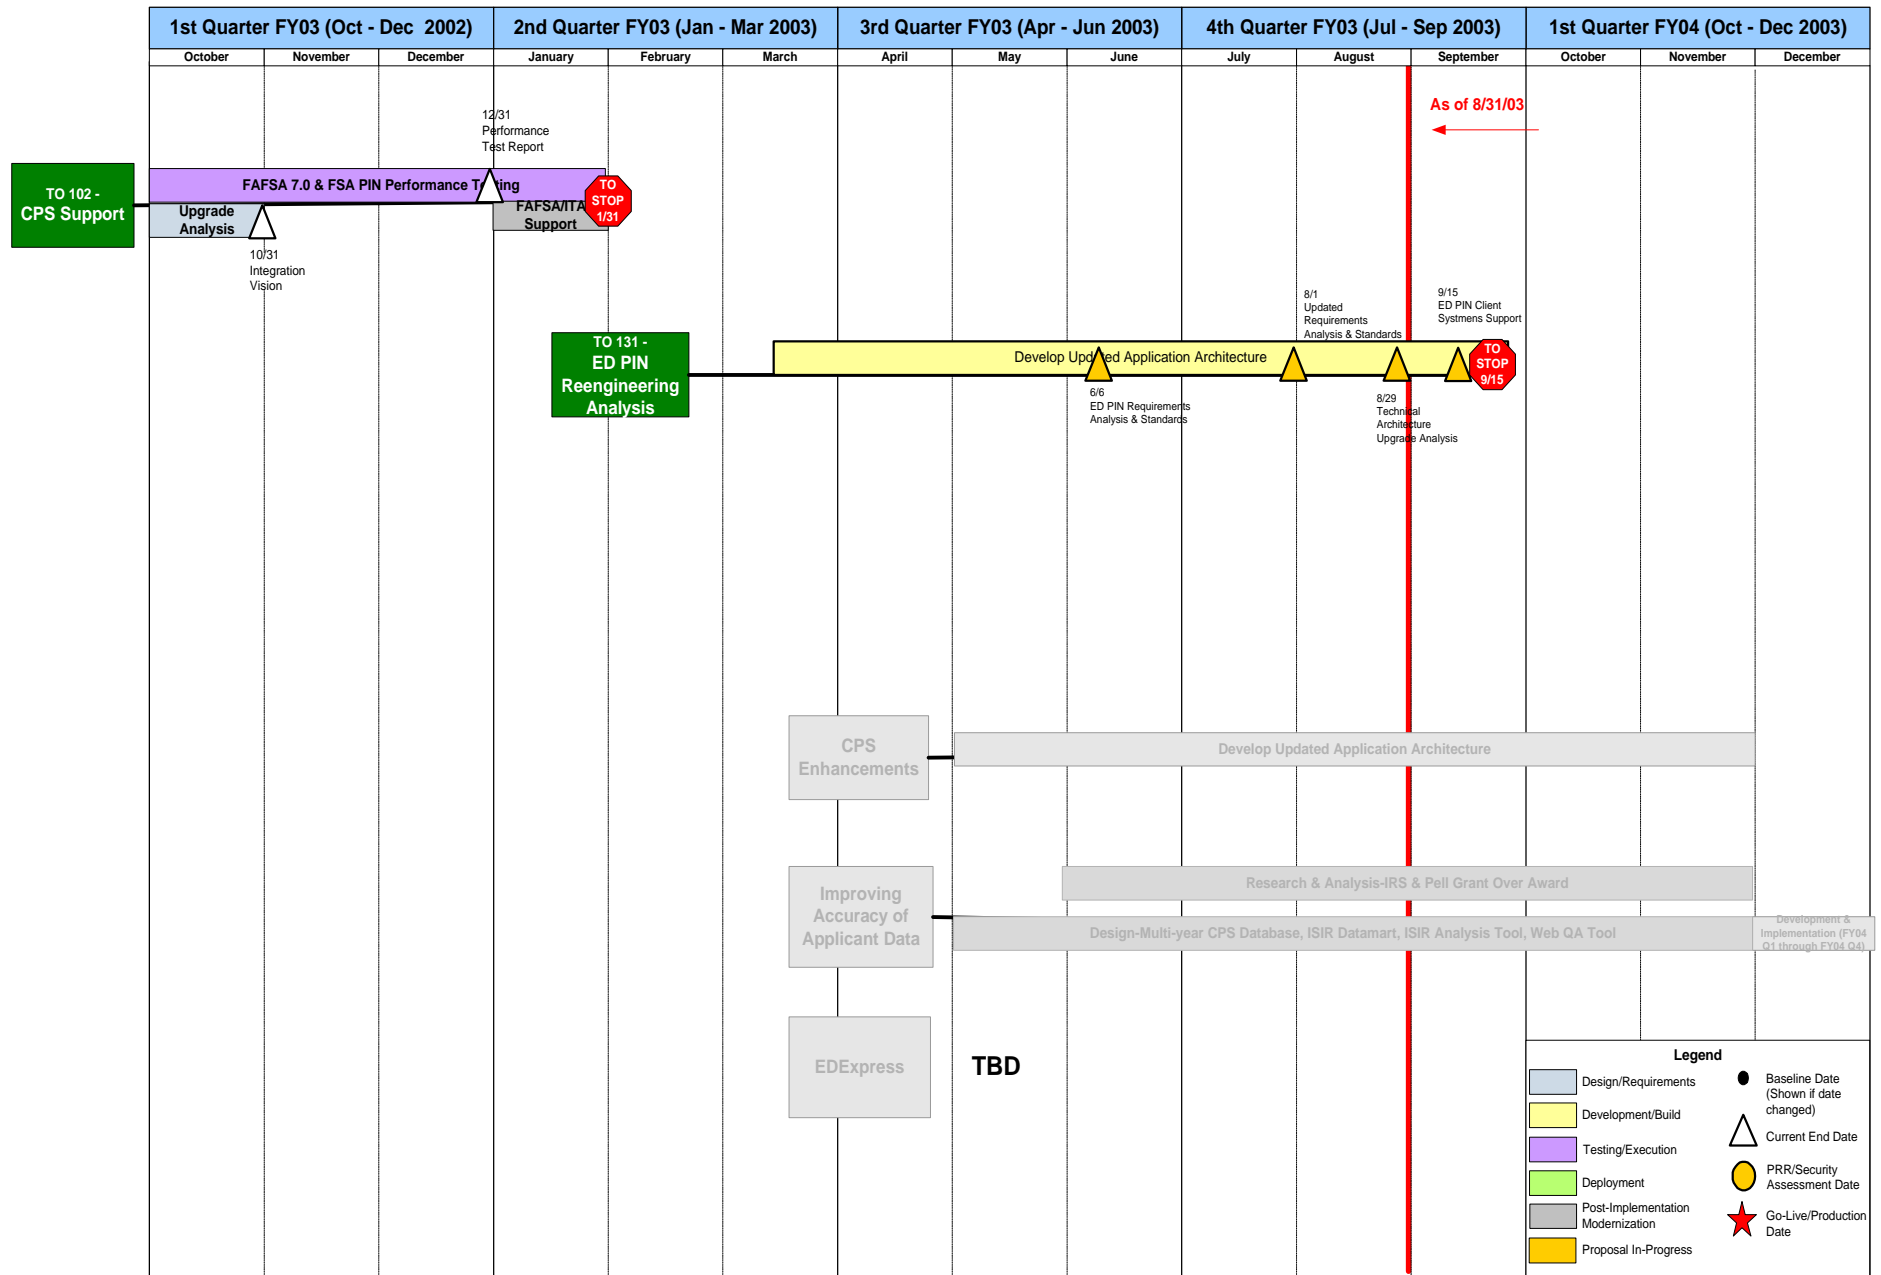 1st Quarter FY03 (Oct - Dec 2002)
2nd Quarter FY03 (Jan - Mar 2003)
3rd Quarter FY03 (Apr - Jun 2003)
4th Quarter FY03 (Jul - Sep 2003)
1st Quarter FY04 (Oct - Dec 2003)
October
November
December
January
February
March
April
May
June
July
August
September
October
November
December
As of 8/31/03
12/31
Performance
Test Report
TO 102 -
CPS Support
FAFSA 7.0 & FSA PIN Performance Testing
Upgrade
Analysis
FAFSA/ITA
Support
TO
STOP
1/31
10/31
Integration
Vision
8/1
Updated
Requirements
Analysis & Standards
9/15
ED PIN Client
Systmens Support
TO 131 -
ED PIN
Reengineering
Analysis
Develop Updated Application Architecture
TO
STOP
9/15
6/6
ED PIN Requirements
Analysis & Standards
8/29
Technical
Architecture
Upgrade Analysis
CPS
Enhancements
Develop Updated Application Architecture
Improving
Accuracy of
Applicant Data
Research & Analysis-IRS & Pell Grant Over Award
Design-Multi-year CPS Database, ISIR Datamart, ISIR Analysis Tool, Web QA Tool
Development &
Implementation (FY04
Q1 through FY04 Q4)
EDExpress
TBD
Legend
Design/Requirements
Development/Build
Testing/Execution
Deployment
Post-Implementation
Modernization
Proposal In-Progress
Baseline Date
(Shown if date
changed)
Current End Date
PRR/Security
Assessment Date
Go-Live/Production
Date